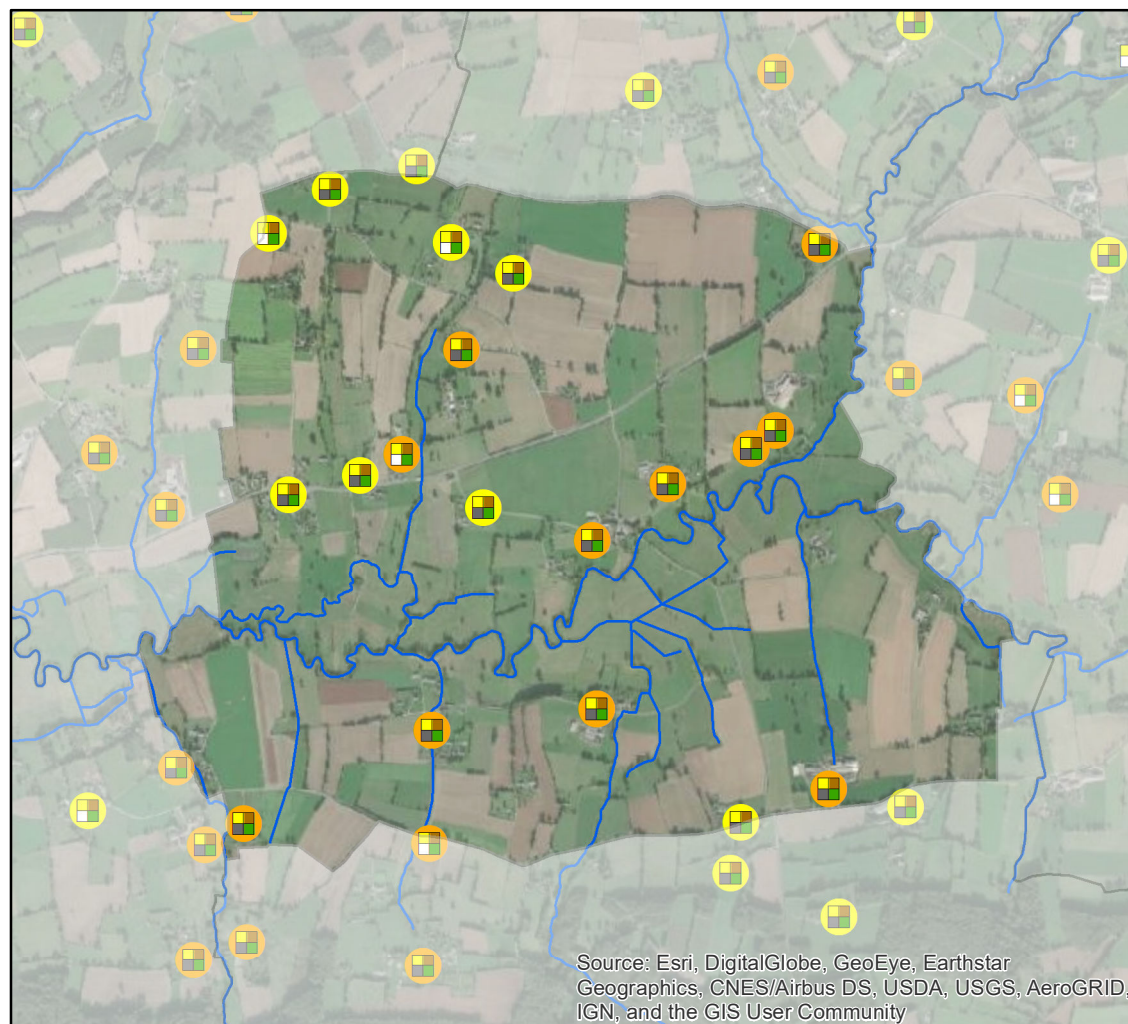 Source: Esri, DigitalGlobe, GeoEye, Earthstar
Geographics, CNES/Airbus DS, USDA, USGS, AeroGRID,
IGN, and the GIS User Community